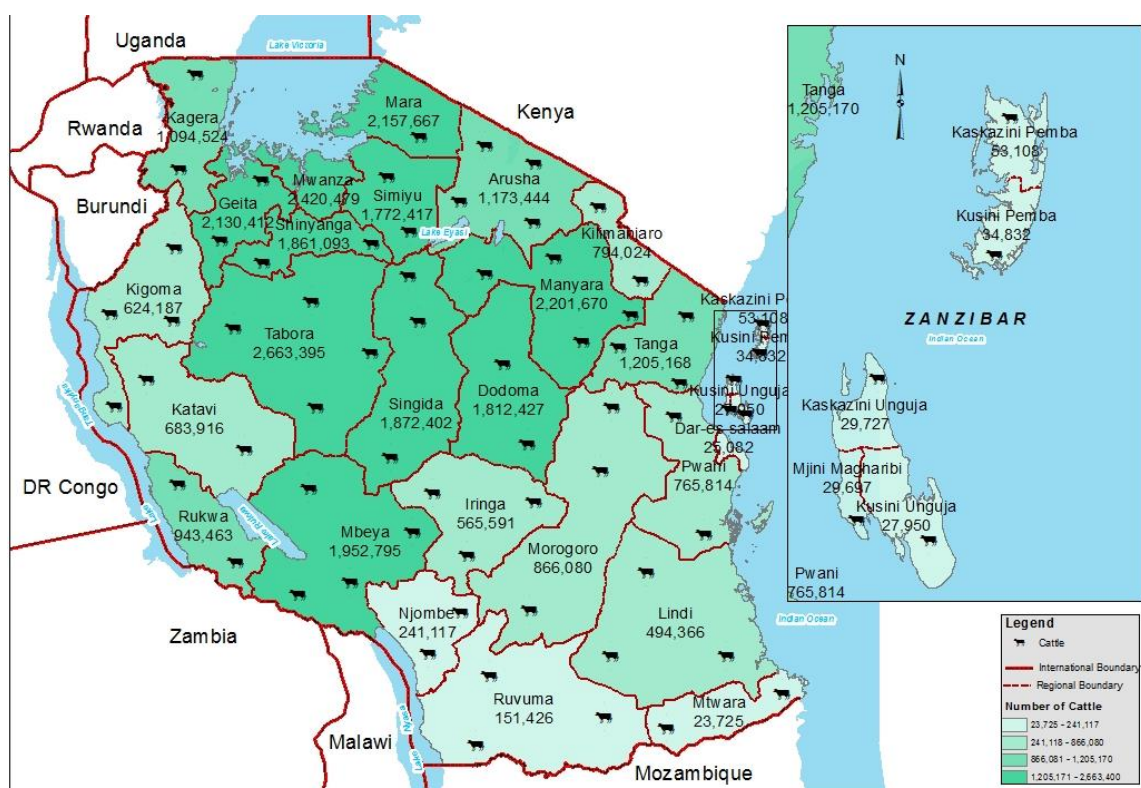 Uganda
Lake Victoria
Kenya
Rwanda
Burundi
Kagera
1,094,524
Mara
2,157,667
Mwanza
2,420,479
Simiyu
1,772,417
Arusha
1,173,444
Geita
2,130,412
Shinyanga
1,861,093
Lake Eyasi
Kilimanjaro
794,024
Kigoma
624,187
Manyara
2,201,670
Tabora
2,663,395
Tanga
1,205,168
Kaskazini Pe
53,108
Kusini Pem
34,832
Kusini Unguja
27,950
Dar-es-salaam
25,082
Dodoma
1,812,427
Singida
1,872,402
Katavi
683,916
Lake
Tanganyika
DR Congo
Pwani
765,814
Iringa
565,591
Rukwa
943,463
Lake Rukwa
Mbeya
1,952,795
Morogoro
866,080
Njombe
241,117
Lindi
494,366
Indian Ocean
Zambia
Ruvuma
151,426
Mtwara
23,725
Malawi
Lake
Nyasa
Mozambique
Tanga
1,205,170
N
Kaskazini Pemba
53,108
Kusini Pemba
34,832
ZANZIBAR
Indian Ocean
Kaskazini Unguja
29,727
Mjini Magharibi
29,697
Kusini Unguja
27,950
Pwani
765,814
Legend
Cattle
International Boundary
Regional Boundary
Number of Cattle
23,725 - 241,117
241,118 - 866,080
866,081 - 1,205,170
1,205,171 - 2,663,400